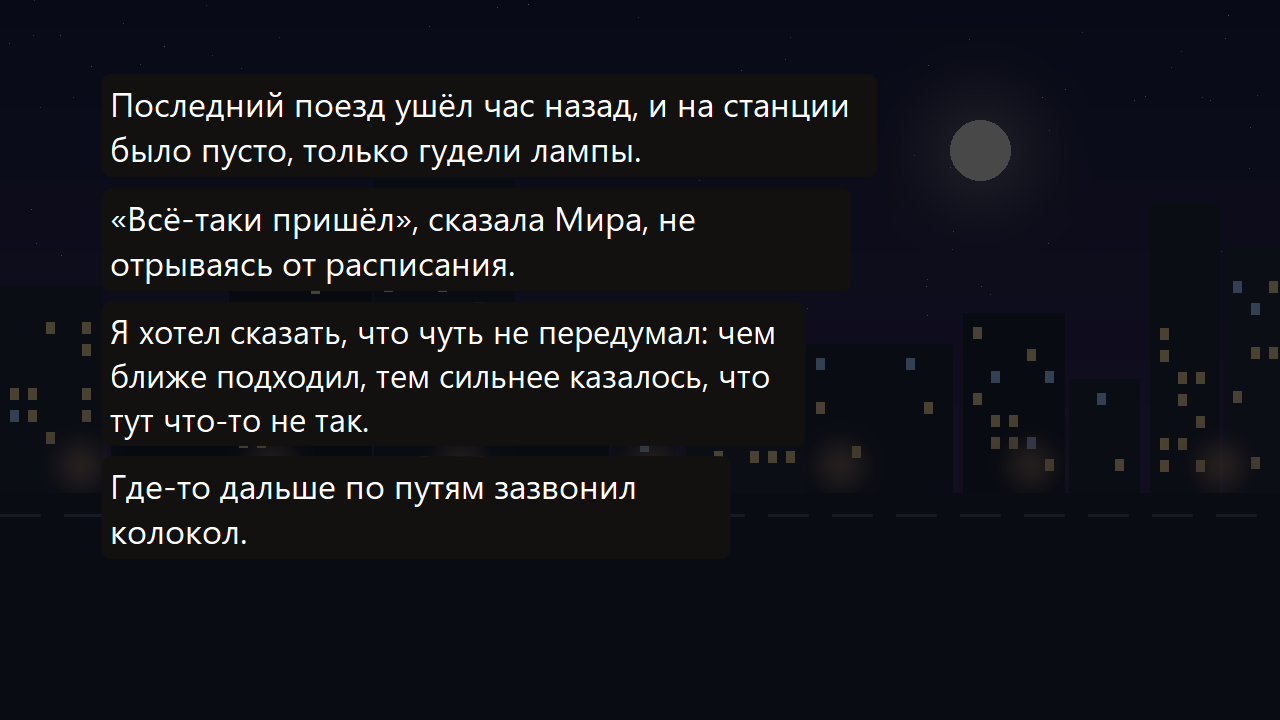 Последний поезд ушёл час назад, и на станции
было пусто, только гудели лампы.
«Всё-таки пришёл», сказала Мира, не
отрываясь от расписания.
Я хотел сказать, что чуть не передумал: чем
ближе подходил, тем сильнее казалось, что
тут что-то не так.
Где-то дальше по путям зазвонил
колокол.